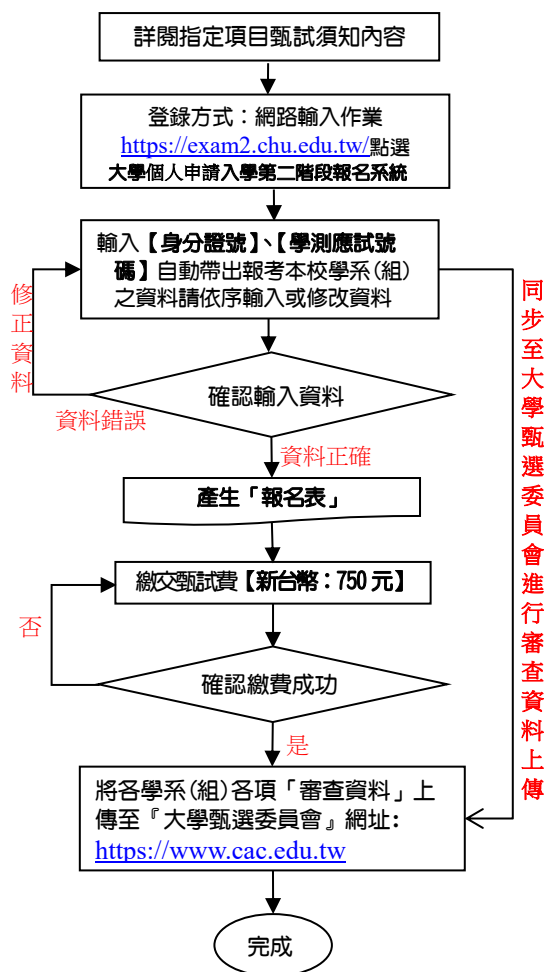 詳閱指定項目甄試須知內容
登錄方式：網路輸入作業
https://exam2.chu.edu.tw/點選
大學個人申請入學第二階段報名系統
輸入【身分證號】、【學測應試號
碼】自動帶出報考本校學系(組)
之資料請依序輸入或修改資料
修正資料
同步至大學甄選委員會進行審查資料上傳
確認輸入資料
資料錯誤
資料正確
產生「報名表」
繳交甄試費【新台幣：750 元】
否
確認繳費成功
是
將各學系(組)各項「審查資料」上
傳至『大學甄選委員會』網址:
https://www.cac.edu.tw
完成